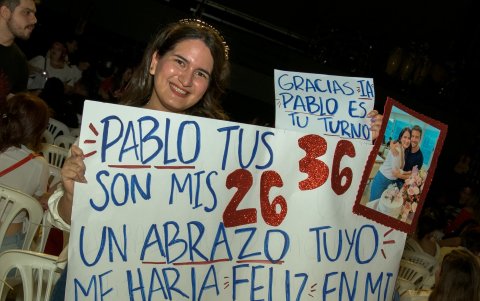 GRACIAS IA
PABLO ES
TU TURNO
PABLO TUS 36
SON MIS 26
UN ABRAZO TUYO
ME HARIA FELIZ EN MI